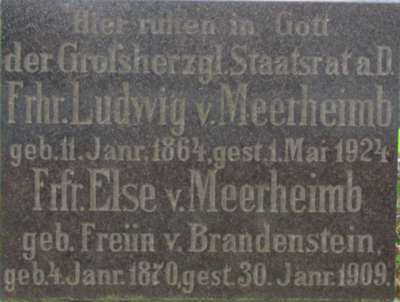 Hier ruhen in Gott
der Grofsherzgl. Staatsrat a.D.
Frhr. Ludwig v. Meerheimb
geb. 11. Janr. 1864, gest. 1. Mai 1924
Frfr. Else v. Meerheimb
geb. Freiin v. Brandenstein,
geb. 4. Janr. 1870, gest. 30. Janr. 1909.